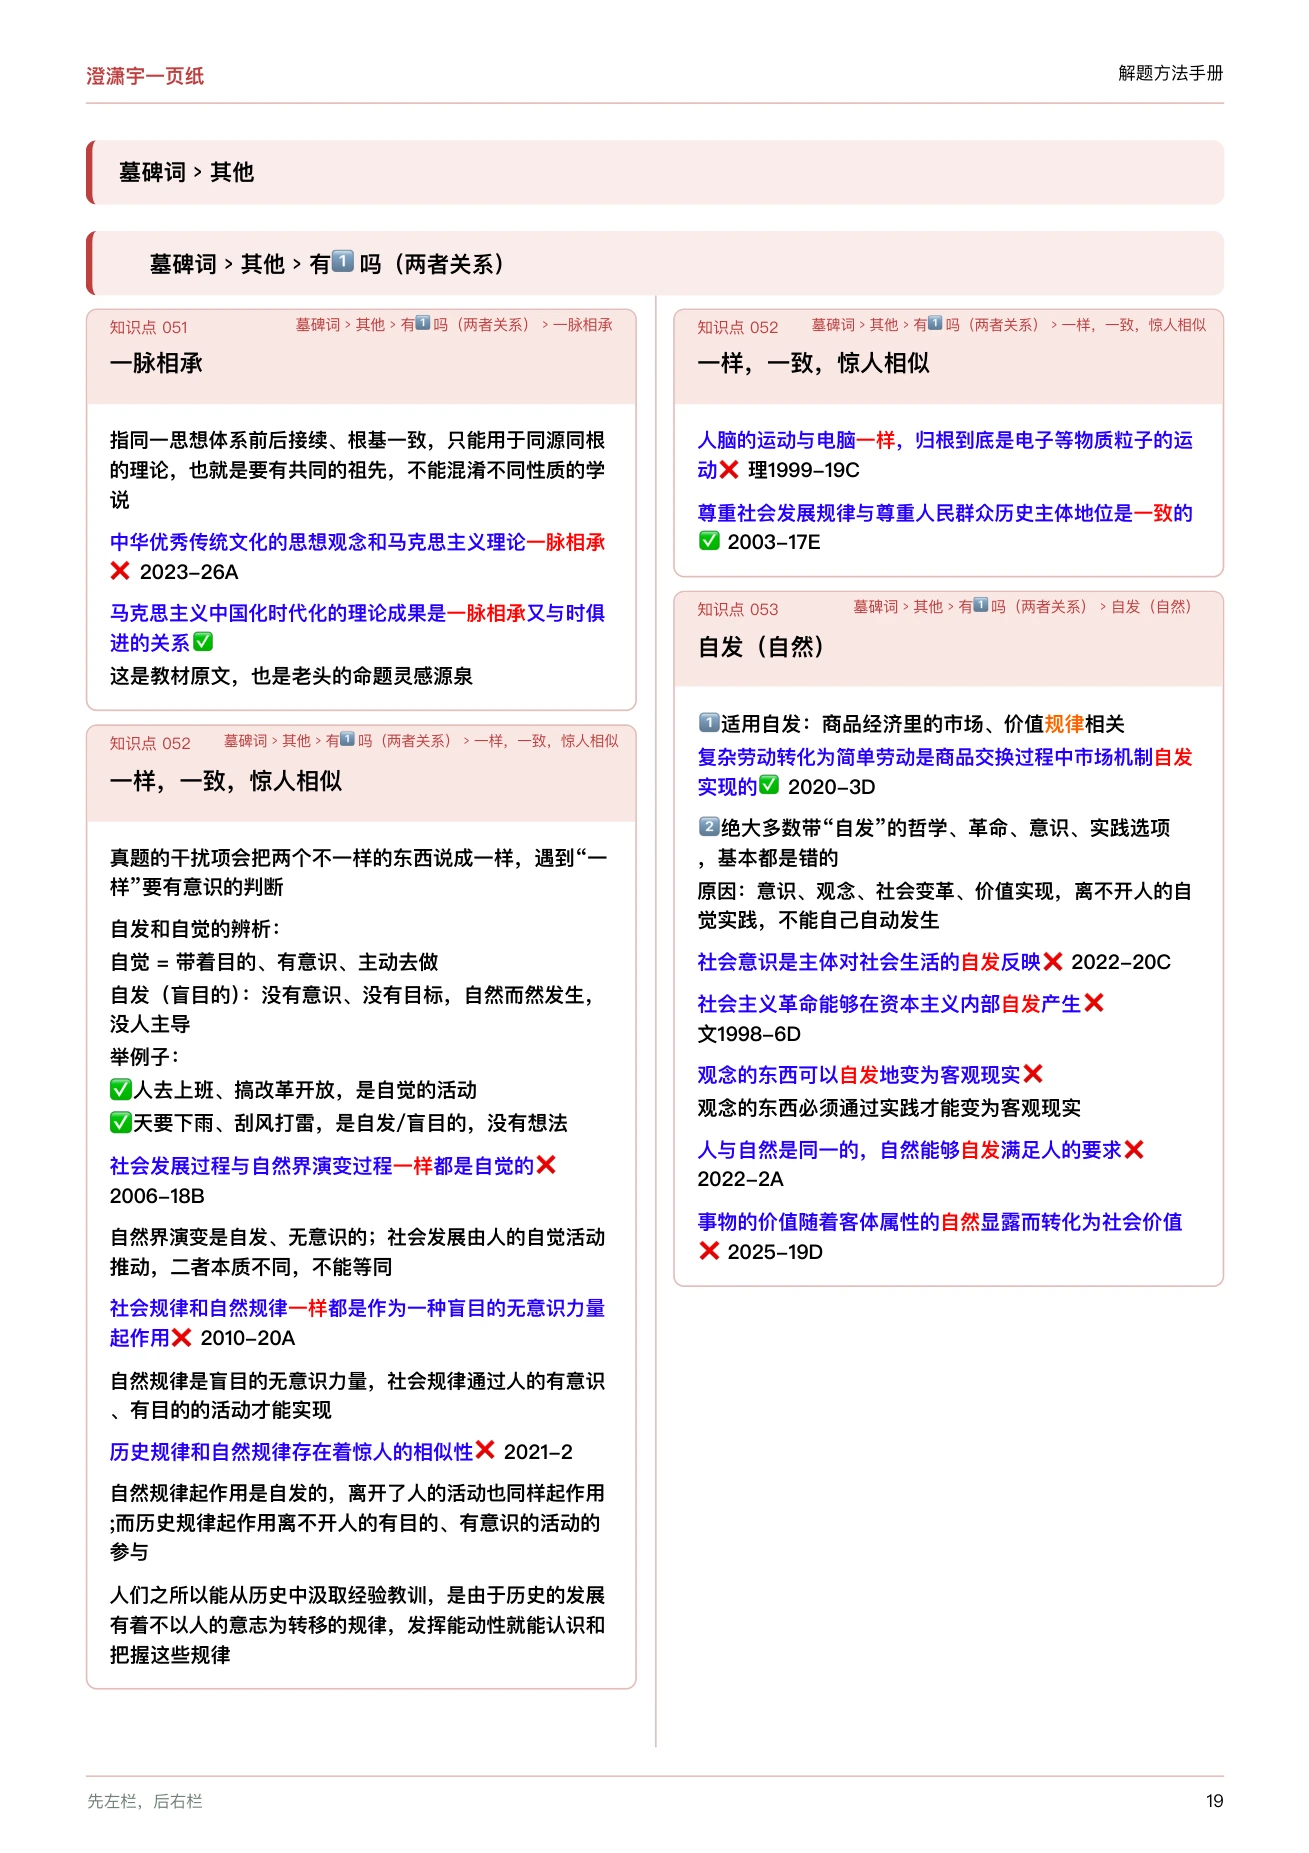 澄潇宇一页纸
解题方法手册
墓碑词 > 其他
墓碑词 > 其他 > 有1️⃣吗（两者关系）
知识点 051
墓碑词 > 其他 > 有1️⃣吗（两者关系） > 一脉相承
一脉相承
指同一思想体系前后接续、根基一致，只能用于同源同根
的理论，也就是要有共同的祖先，不能混淆不同性质的学
说
中华优秀传统文化的思想观念和马克思主义理论一脉相承
❌ 2023-26A
马克思主义中国化时代化的理论成果是一脉相承又与时俱
进的关系✅
这是教材原文，也是老头的命题灵感源泉
知识点 052
墓碑词 > 其他 > 有1️⃣吗（两者关系） > 一样，一致，惊人相似
一样，一致，惊人相似
真题的干扰项会把两个不一样的东西说成一样，遇到“一
样”要有意识的判断
自发和自觉的辨析：
自觉 = 带着目的、有意识、主动去做
自发（盲目的）：没有意识、没有目标，自然而然发生，
没人主导
举例子：
✅人去上班、搞改革开放，是自觉的活动
✅天要下雨、刮风打雷，是自发/盲目的，没有想法
社会发展过程与自然界演变过程一样都是自觉的❌
2006-18B
自然界演变是自发、无意识的；社会发展由人的自觉活动
推动，二者本质不同，不能等同
社会规律和自然规律一样都是作为一种盲目的无意识力量
起作用❌ 2010-20A
自然规律是盲目的无意识力量，社会规律通过人的有意识
、有目的的活动才能实现
历史规律和自然规律存在着惊人的相似性❌ 2021-2
自然规律起作用是自发的，离开了人的活动也同样起作用
;而历史规律起作用离不开人的有目的、有意识的活动的
参与
人们之所以能从历史中汲取经验教训，是由于历史的发展
有着不以人的意志为转移的规律，发挥能动性就能认识和
把握这些规律
知识点 052
墓碑词 > 其他 > 有1️⃣吗（两者关系） > 一样，一致，惊人相似
一样，一致，惊人相似
人脑的运动与电脑一样，归根到底是电子等物质粒子的运
动❌ 理1999-19C
尊重社会发展规律与尊重人民群众历史主体地位是一致的
✅ 2003-17E
知识点 053
墓碑词 > 其他 > 有1️⃣吗（两者关系） > 自发（自然）
自发（自然）
1️⃣适用自发：商品经济里的市场、价值规律相关
复杂劳动转化为简单劳动是商品交换过程中市场机制自发
实现的✅ 2020-3D
2️⃣绝大多数带“自发”的哲学、革命、意识、实践选项
，基本都是错的
原因：意识、观念、社会变革、价值实现，离不开人的自
觉实践，不能自己自动发生
社会意识是主体对社会生活的自发反映❌ 2022-20C
社会主义革命能够在资本主义内部自发产生❌
文1998-6D
观念的东西可以自发地变为客观现实❌
观念的东西必须通过实践才能变为客观现实
人与自然是同一的，自然能够自发满足人的要求❌
2022-2A
事物的价值随着客体属性的自然显露而转化为社会价值
❌ 2025-19D
先左栏，后右栏
19